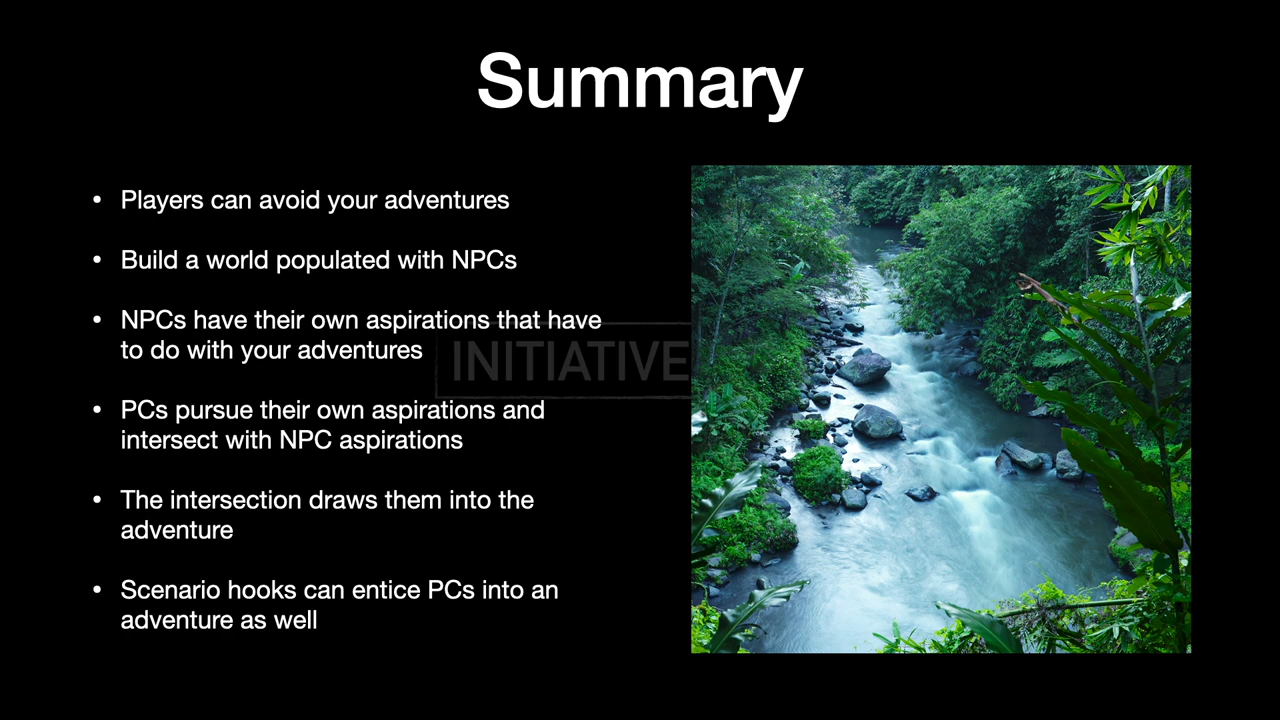 Summary
• Players can avoid your adventures
• Build a world populated with NPCs
• NPCs have their own aspirations that have
to do with your adventures
INITIATIVE
• PCs pursue their own aspirations and
intersect with NPC aspirations
• The intersection draws them into the
adventure
• Scenario hooks can entice PCs into an
adventure as well